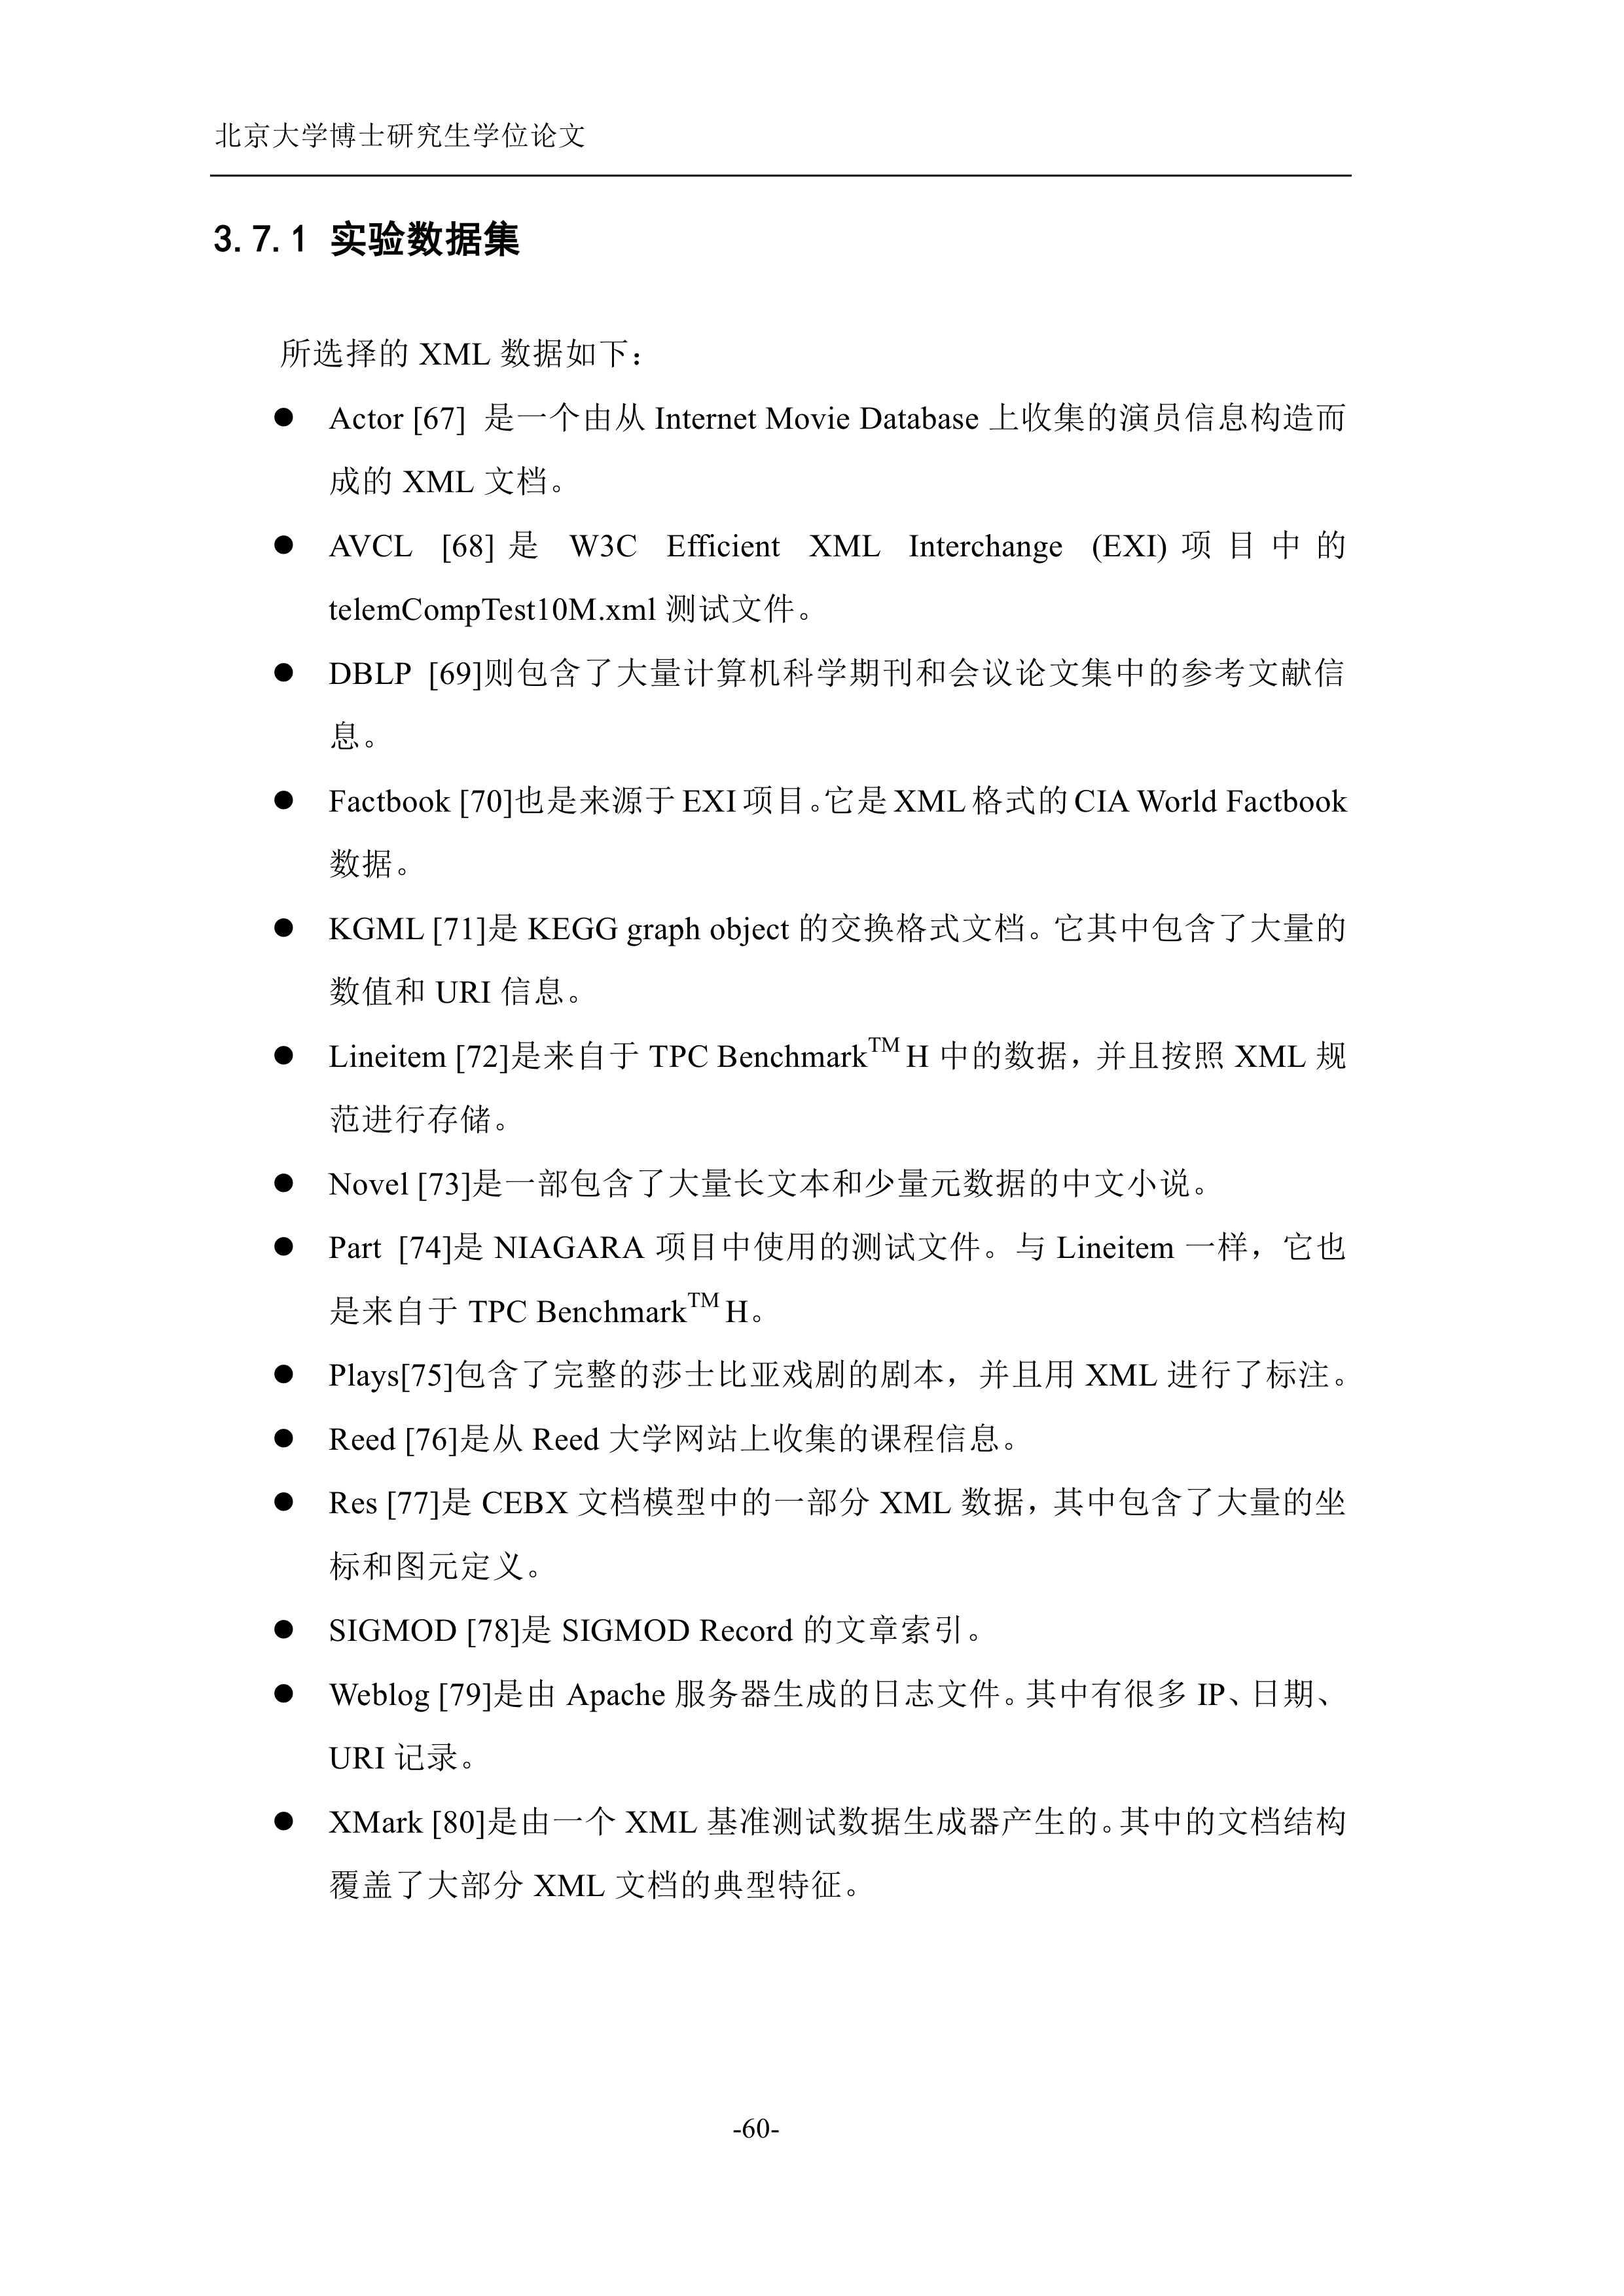 北京大学博士研究生学位论文
3.7.1 实验数据集
所选择的 XML 数据如下：
● Actor [67] 是一个由从 Internet Movie Database 上收集的演员信息构造而
成的 XML 文档。
● AVCL [68] 是 W3C Efficient XML Interchange (EXI) 项目中的
telemCompTest10M.xml 测试文件。
● DBLP [69]则包含了大量计算机科学期刊和会议论文集中的参考文献信
息。
● Factbook [70]也是来源于 EXI 项目。它是 XML 格式的 CIA World Factbook
数据。
● KGML [71]是 KEGG graph object 的交换格式文档。它其中包含了大量的
数值和 URI 信息。
● Lineitem [72]是来自于 TPC Benchmark™ H 中的数据，并且按照 XML 规
范进行存储。
● Novel [73]是一部包含了大量长文本和少量元数据的中文小说。
● Part [74]是 NIAGARA 项目中使用的测试文件。与 Lineitem 一样，它也
是来自于 TPC Benchmark™ H。
● Plays[75]包含了完整的莎士比亚戏剧的剧本，并且用 XML 进行了标注。
● Reed [76]是从 Reed 大学网站上收集的课程信息。
● Res [77]是 CEBX 文档模型中的一部分 XML 数据，其中包含了大量的坐
标和图元定义。
● SIGMOD [78]是 SIGMOD Record 的文章索引。
● Weblog [79]是由 Apache 服务器生成的日志文件。其中有很多 IP、日期、
URI 记录。
● XMark [80]是由一个 XML 基准测试数据生成器产生的。其中的文档结构
覆盖了大部分 XML 文档的典型特征。
-60-